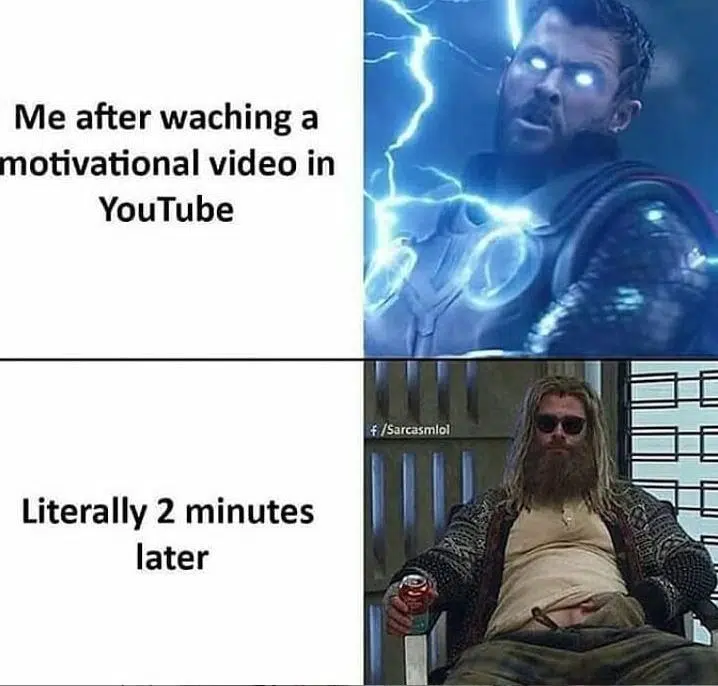 Me after waching a
motivational video in
YouTube
f /Sarcasmlol
Literally 2 minutes
later